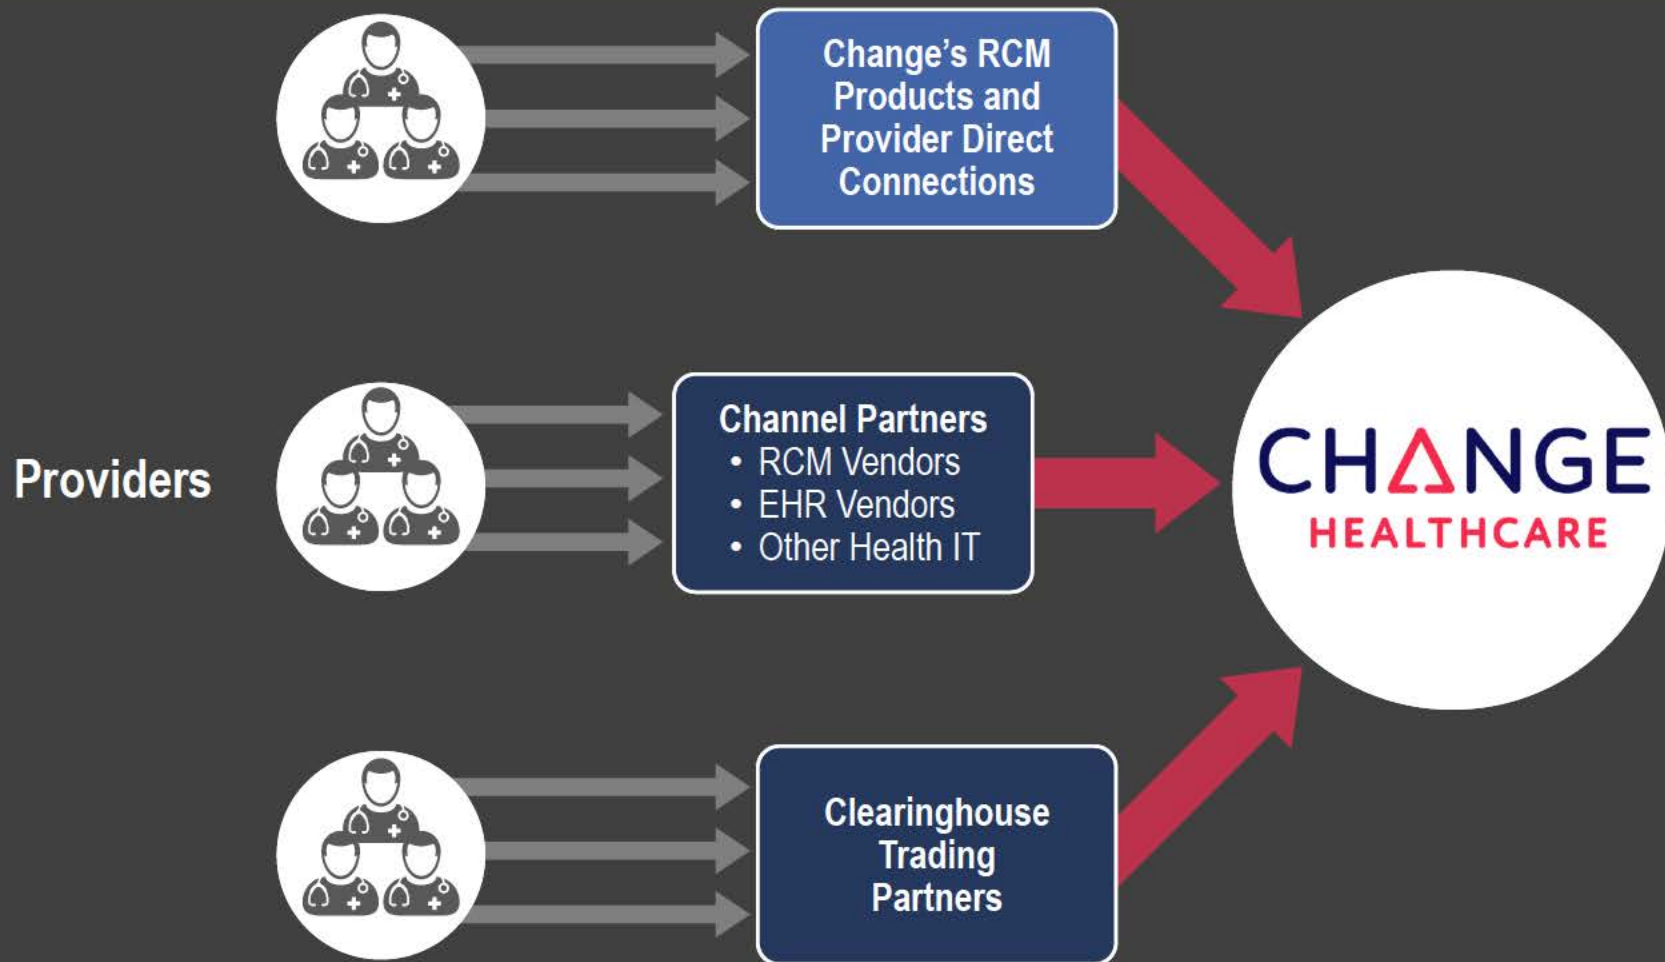 Change’s RCM
Products and
Provider Direct
Connections
Providers
Channel Partners
• RCM Vendors
• EHR Vendors
• Other Health IT
CHANGE
HEALTHCARE
Clearinghouse
Trading
Partners